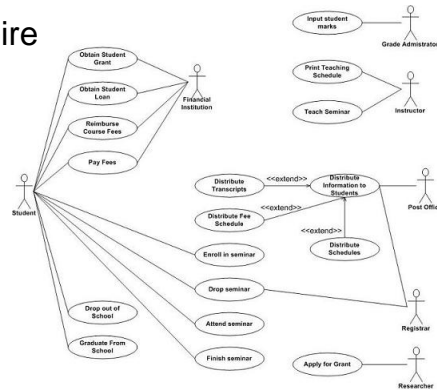 ire
Input student
marks
Grade Admistrator
Obtain Student
Grant
Obtain Student
Loan
Financial
Institution
Print Teaching
Schedule
Teach Seminar
Instructor
Reimburse
Course Fees
Pay Fees
Student
Distribute
Transcripts
<<extend>>
Distribute
Information to
Students
Post Offic
Distribute Fee
Schedule
<<extend>>
<<extend>>
Distribute
Schedules
Enroll in seminar
Drop seminar
Registrar
Drop out of
School
Attend seminar
Graduate From
School
Finish seminar
Apply for Grant
Researcher